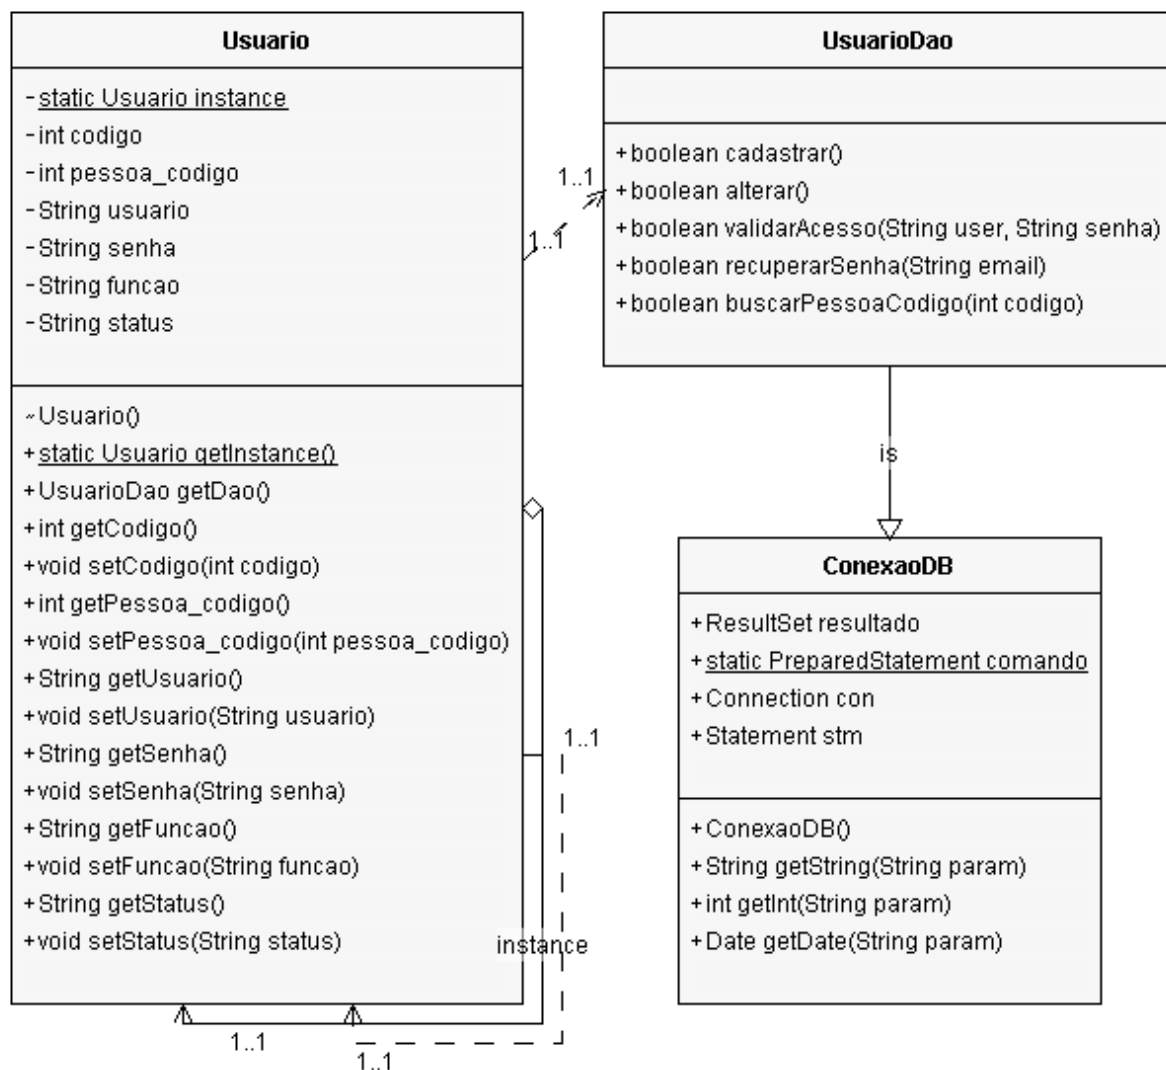 Usuario
-static Usuario instance
-int codigo
-int pessoa_codigo
-String usuario
-String senha
-String funcao
-String status
~Usuario()
+static Usuario getInstance()
+UsuarioDao getDao()
+int getCodigo()
+void setCodigo(int codigo)
+int getPessoa_codigo()
+void setPessoa_codigo(int pessoa_codigo)
+String getUsuario()
+void setUsuario(String usuario)
+String getSenha()
+void setSenha(String senha)
+String getFuncao()
+void setFuncao(String funcao)
+String getStatus()
+void setStatus(String status)
1..1
1..1
UsuarioDao
+boolean cadastrar()
+boolean alterar()
+boolean validarAcesso(String user, String senha)
+boolean recuperarSenha(String email)
+boolean buscarPessoaCodigo(int codigo)
is
ConexaoDB
+ResultSet resultado
+static PreparedStatement comando
+Connection con
+Statement stm
+ConexaoDB()
+String getString(String param)
+int getInt(String param)
+Date getDate(String param)
1..1
instance
1..1
1..1